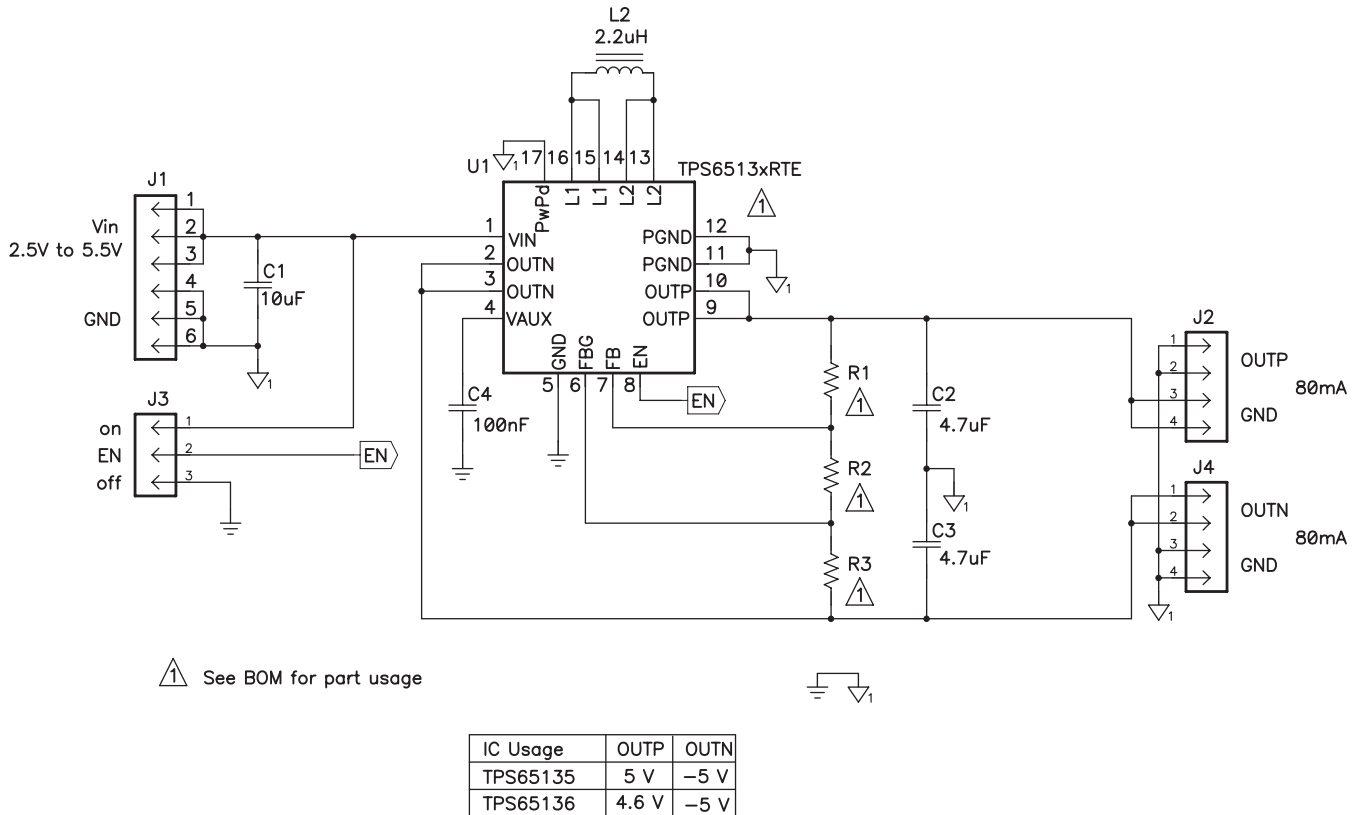 L2
2.2uH
U1
17
16
15
14
13
TPS6513xRTE
1
1
PwPd
L1
L1
L2
L2
J1
1
2
3
4
5
6
Vin
2.5V to 5.5V
GND
C1
10uF
1
1
2
3
4
VIN
OUTN
OUTN
VAUX
PGND
PGND
OUTP
OUTP
12
11
10
9
1
GND
FBG
FB
EN
5
6
7
8
EN
C4
100nF
J3
on
EN
off
1
2
3
EN
R1
1
R2
1
R3
1
C2
4.7uF
1
C3
4.7uF
J2
1
2
3
4
OUTP
80mA
GND
J4
1
2
3
4
OUTN
80mA
GND
1
1 See BOM for part usage
1
IC Usage OUTP OUTN
TPS65135 5 V −5 V
TPS65136 4.6 V −5 V